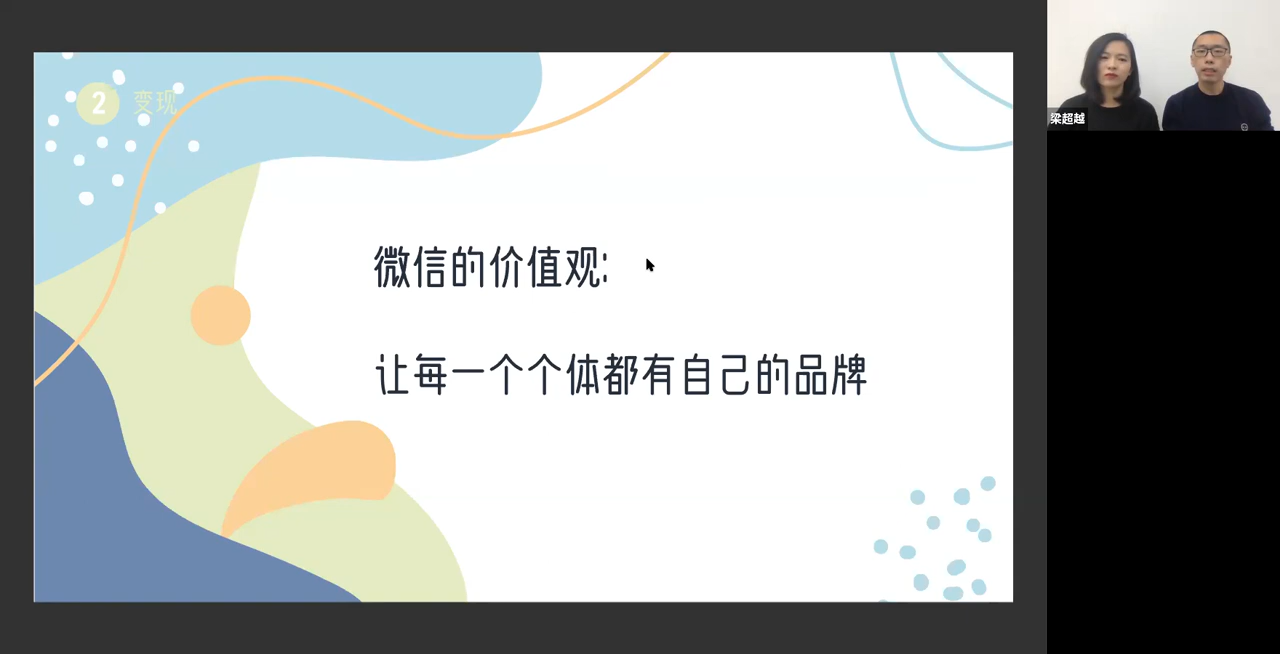 2 变现
微信的价值观:
让每一个个体都有自己的品牌
梁超越